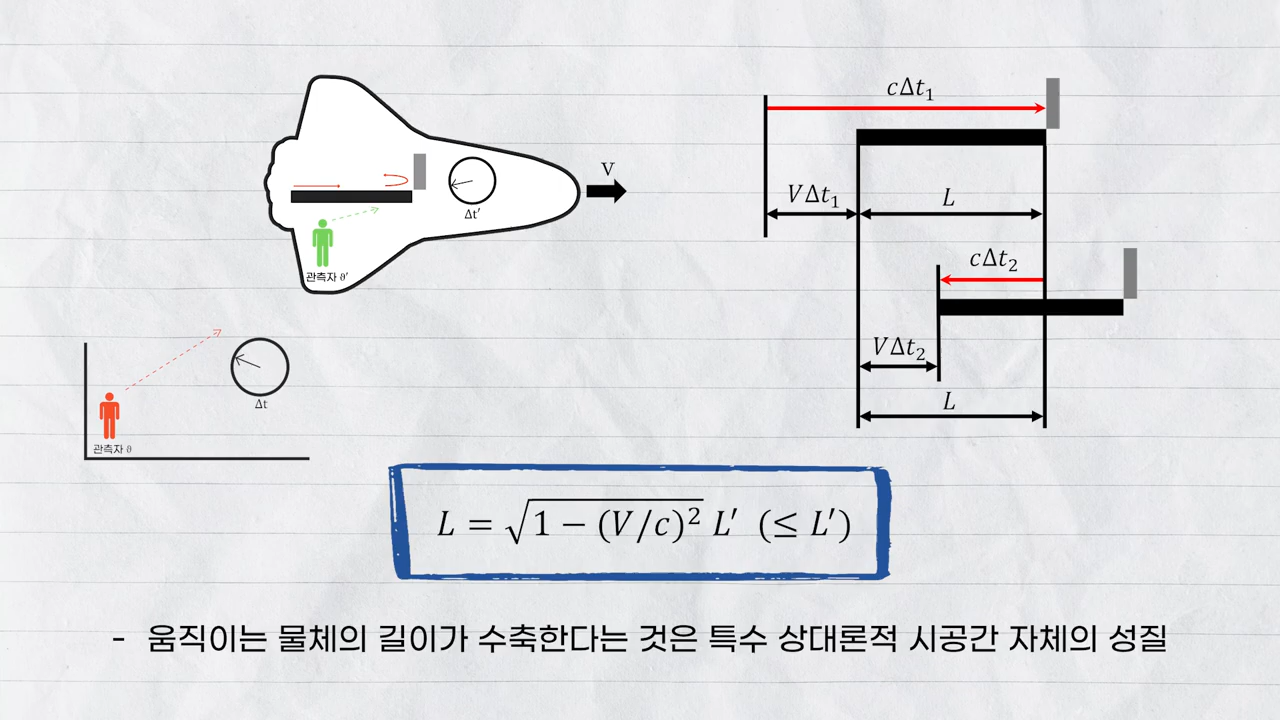 V
Δt′
관측자 ϑ′
Δt
관측자 ϑ
cΔt₁
VΔt₁
L
cΔt₂
VΔt₂
L
L = √1 − (V/c)² L′ (≤ L′)
- 움직이는 물체의 길이가 수축한다는 것은 특수 상대론적 시공간 자체의 성질